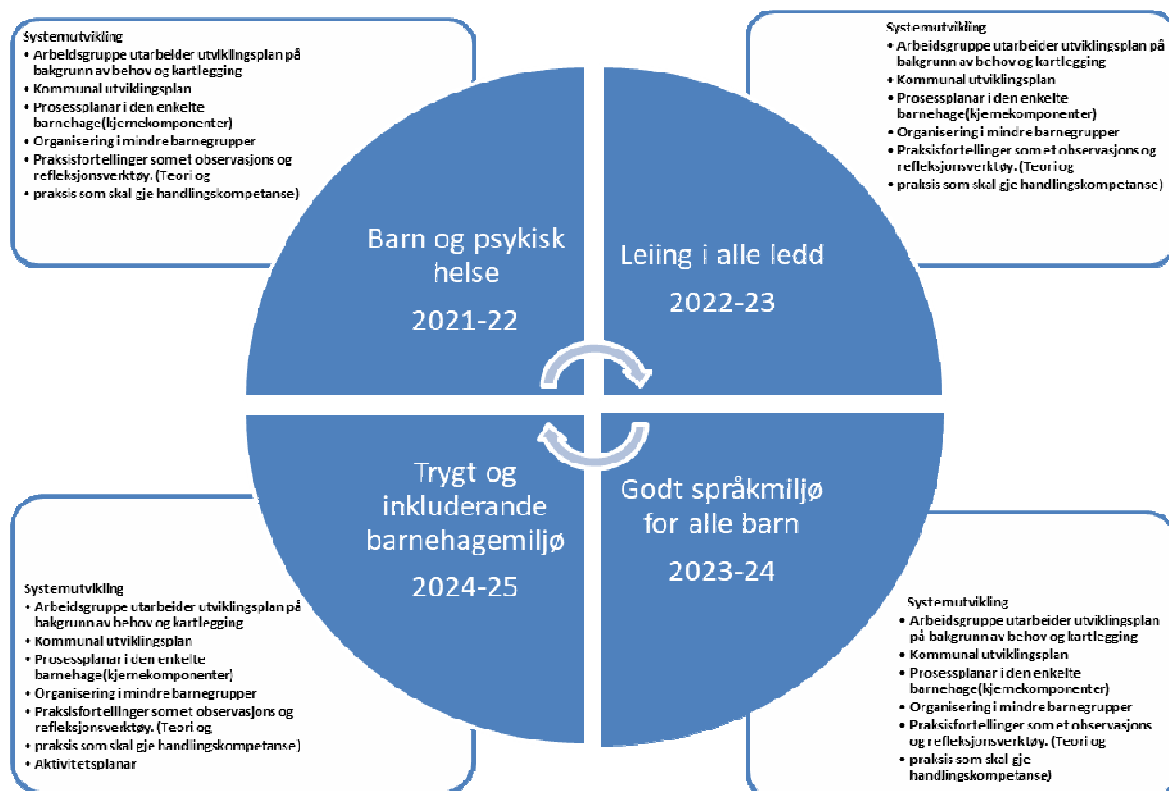 Systemutvikling
• Arbeidsgruppe utarbeider utviklingsplan på
bakgrunn av behov og kartlegging
• Kommunal utviklingsplan
• Prosessplanar i den enkelte
barnehage(kjernekomponenter)
• Organisering i mindre barnegrupper
• Praksisfortellinger som et observasjons og
refleksjonsverktøy. (Teori og
• praksis som skal gje handlingskompetanse)
Systemutvikling
• Arbeidsgruppe utarbeider utviklingsplan på
bakgrunn av behov og kartlegging
• Kommunal utviklingsplan
• Prosessplanar i den enkelte
barnehage(kjernekomponenter)
• Organisering i mindre barnegrupper
• Praksisfortellinger som et observasjons og
refleksjonsverktøy. (Teori og
• praksis som skal gje handlingskompetanse)
Barn og psykisk
helse
2021-22
Leiing i alle ledd
2022-23
Trygt og
inkluderande
barnehagemiljø
2024-25
Godt språkmiljø
for alle barn
2023-24
Systemutvikling
• Arbeidsgruppe utarbeider utviklingsplan på
bakgrunn av behov og kartlegging
• Kommunal utviklingsplan
• Prosessplanar i den enkelte
barnehage(kjernekomponenter)
• Organisering i mindre barnegrupper
• Praksisfortellinger som et observasjons og
refleksjonsverktøy. (Teori og
• praksis som skal gje handlingskompetanse)
• Aktivitetsplanar
Systemutvikling
• Arbeidsgruppe utarbeider utviklingsplan
på bakgrunn av behov og kartlegging
• Kommunal utviklingsplan
• Prosessplanar i den enkelte
barnehage(kjernekomponenter)
• Organisering i mindre barnegrupper
• Praksisfortellinger som et observasjons
og refleksjonsverktøy. (Teori og
• praksis som skal gje
handlingskompetanse)